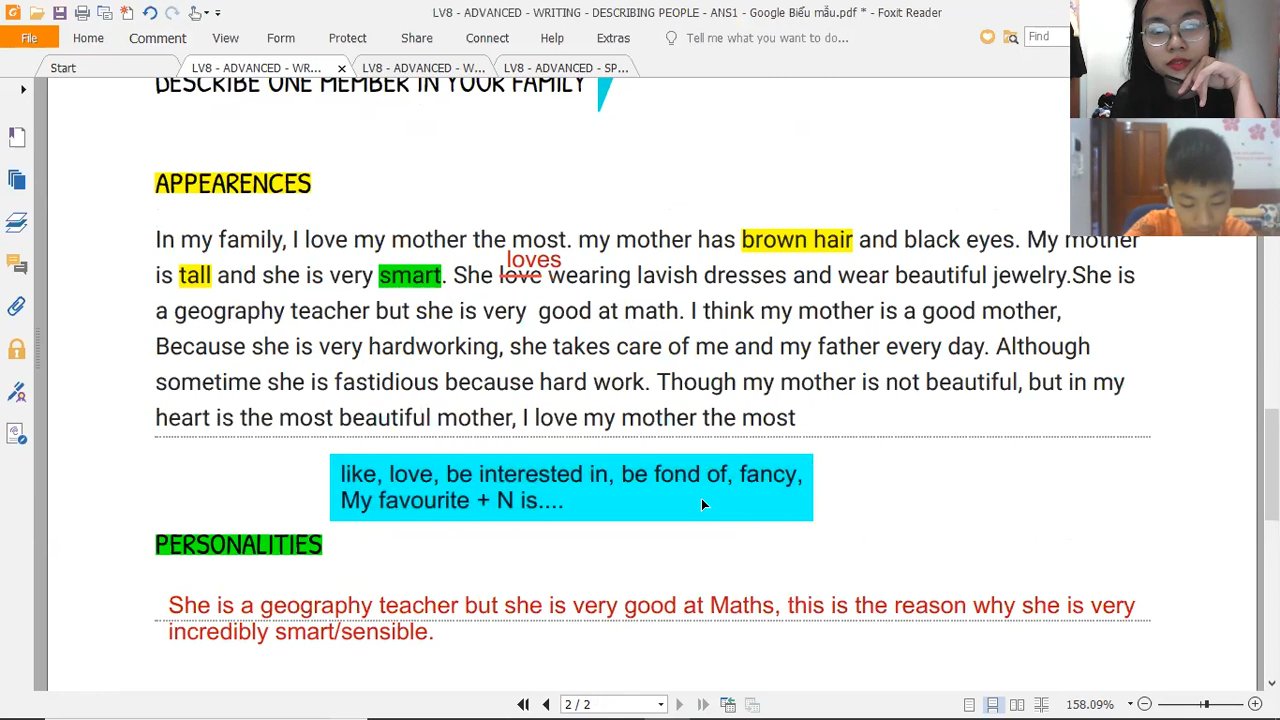 LV8 - ADVANCED - WRITING - DESCRIBING PEOPLE - ANS1 - Google Biểu mẫu.pdf * - Foxit Reader
File Home Comment View Form Protect Share Connect Help Extras Tell me what you want to do... Find
Start LV8 - ADVANCED - WR... LV8 - ADVANCED - W... LV8 - ADVANCED - SP...
DESCRIBE ONE MEMBER IN YOUR FAMILY
APPEARENCES
In my family, I love my mother the most. my mother has brown hair and black eyes. My mother
loves
is tall and she is very smart. She love wearing lavish dresses and wear beautiful jewelry.She is
a geography teacher but she is very good at math. I think my mother is a good mother,
Because she is very hardworking, she takes care of me and my father every day. Although
sometime she is fastidious because hard work. Though my mother is not beautiful, but in my
heart is the most beautiful mother, I love my mother the most
like, love, be interested in, be fond of, fancy,
My favourite + N is....
PERSONALITIES
She is a geography teacher but she is very good at Maths, this is the reason why she is very
incredibly smart/sensible.
2 / 2
158.09%